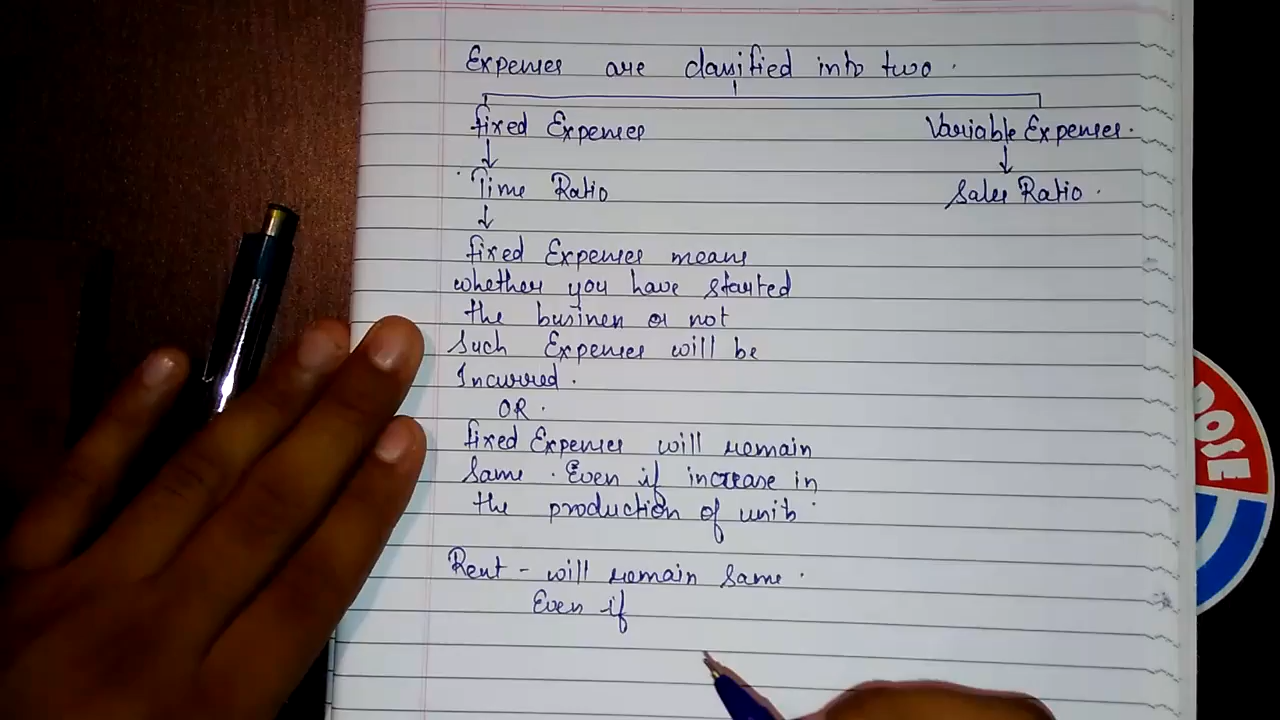 Expenses are classified into two.
fixed Expenses
Variable Expenses.
Time Ratio
Sales Ratio.
fixed Expenses means
whether you have started
the business or not
Such Expenses will be
Incurred.
OR.
fixed Expenses will remain
same. Even if increase in
the production of units.
Rent - will remain same.
Even if